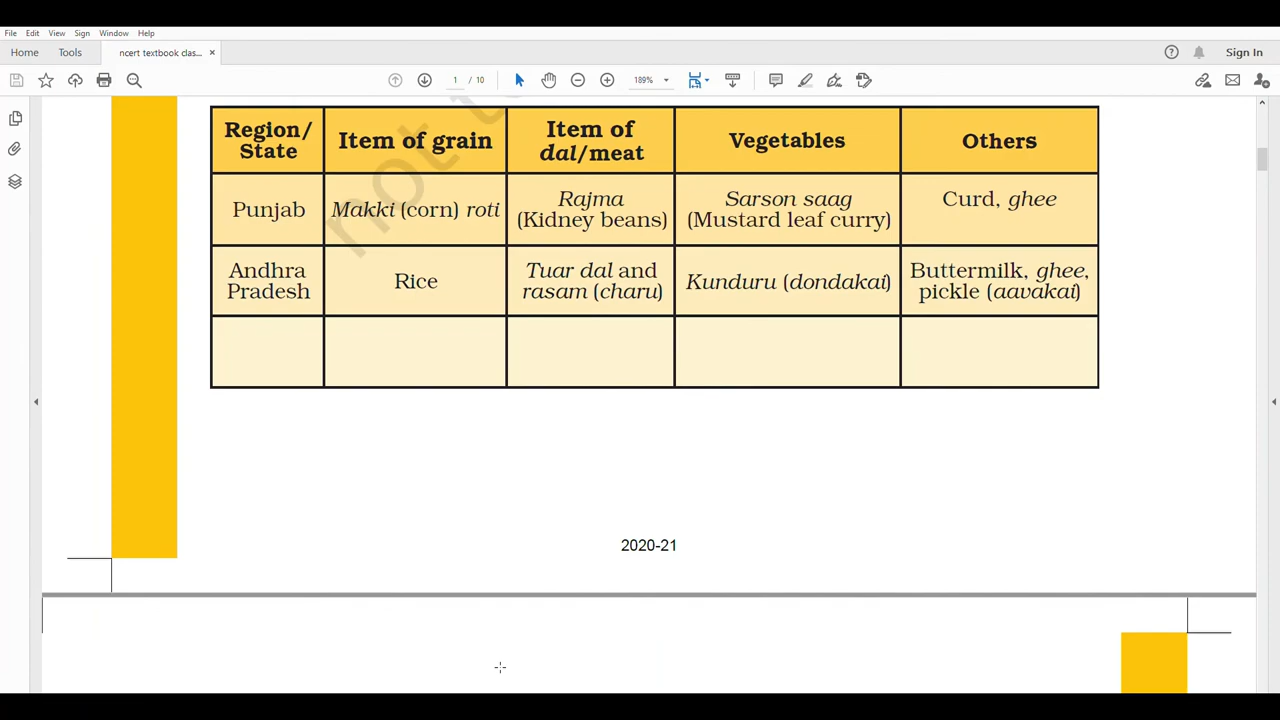 File Edit View Sign Window Help
Home Tools ncert textbook clas... × Sign In
1 / 10 189%
not t
Region/ State Item of grain Item of dal/meat Vegetables Others
Punjab Makki (corn) roti Rajma (Kidney beans) Sarson saag (Mustard leaf curry) Curd, ghee
Andhra Pradesh Rice Tuar dal and rasam (charu) Kunduru (dondakai) Buttermilk, ghee, pickle (aavakai)
2020-21